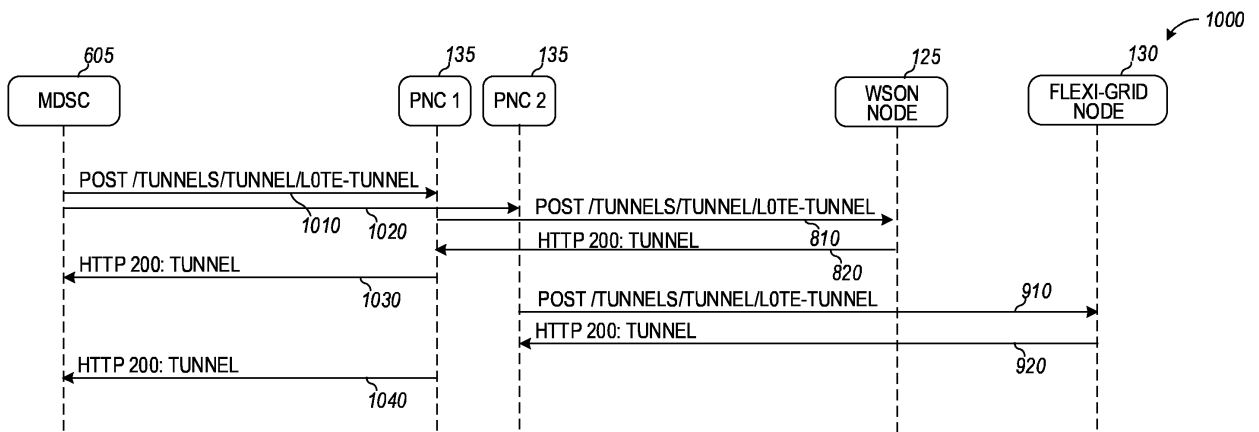 1000
605
135
135
125
130
MDSC
PNC 1
PNC 2
WSON
NODE
FLEXI-GRID
NODE
POST /TUNNELS/TUNNEL/L0TE-TUNNEL
1010
1020
POST /TUNNELS/TUNNEL/L0TE-TUNNEL
810
HTTP 200: TUNNEL
820
HTTP 200: TUNNEL
1030
POST /TUNNELS/TUNNEL/L0TE-TUNNEL
910
HTTP 200: TUNNEL
920
HTTP 200: TUNNEL
1040